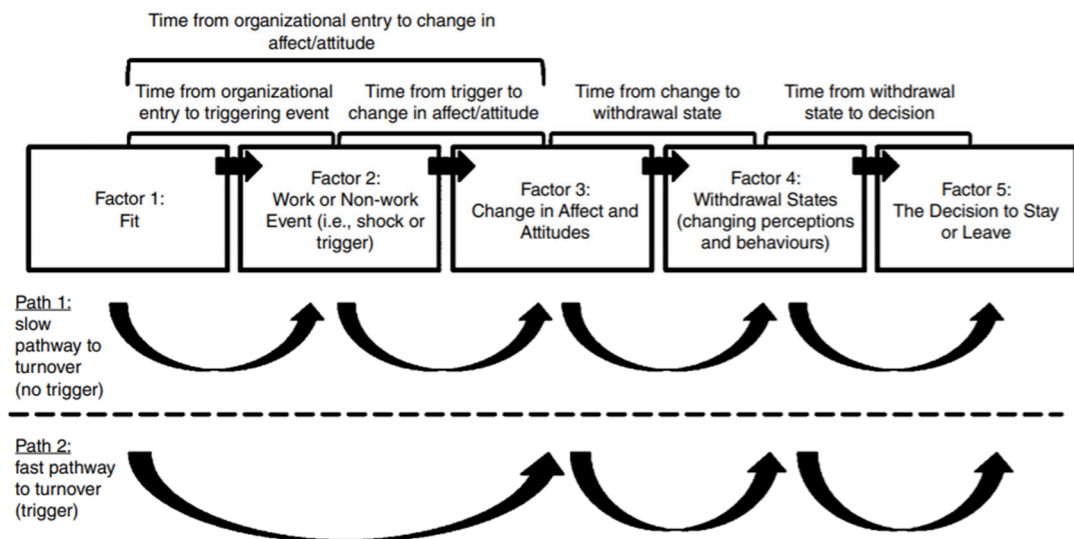 Time from organizational entry to change in
affect/attitude
Time from organizational
entry to triggering event
Time from trigger to
change in affect/attitude
Time from change to
withdrawal state
Time from withdrawal
state to decision
Factor 1:
Fit
Factor 2:
Work or Non-work
Event (i.e., shock or
trigger)
Factor 3:
Change in Affect and
Attitudes
Factor 4:
Withdrawal States
(changing perceptions
and behaviours)
Factor 5:
The Decision to Stay
or Leave
Path 1:
slow
pathway to
turnover
(no trigger)
Path 2:
fast pathway
to turnover
(trigger)